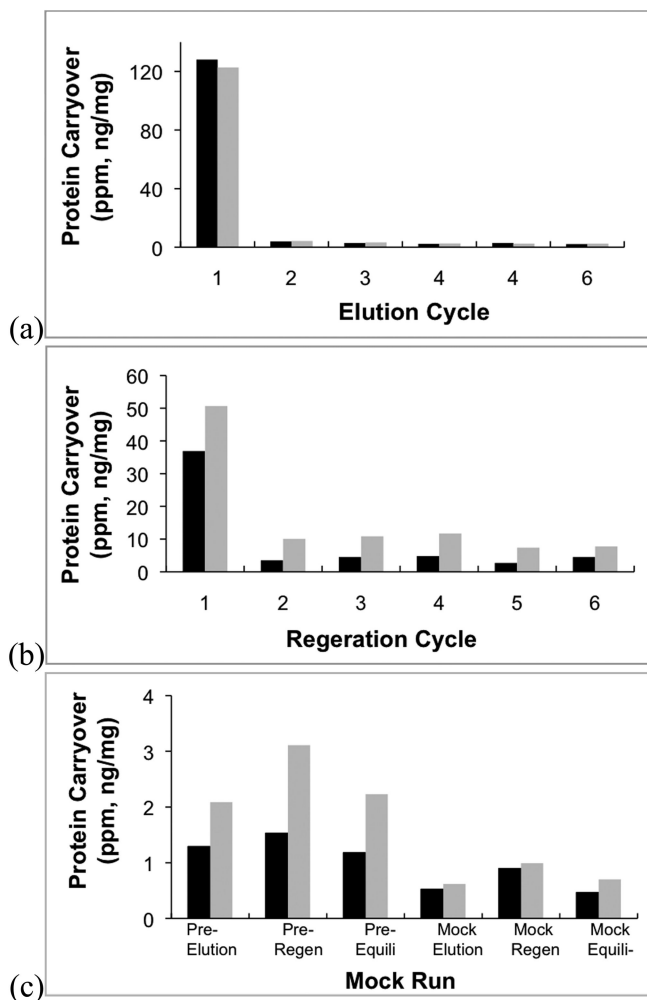 Protein Carryover
(ppm, ng/mg)
120
80
40
0
1 2 3 4 4 6
Elution Cycle
(a)
Protein Carryover
(ppm, ng/mg)
60
50
40
30
20
10
0
1 2 3 4 5 6
Regeration Cycle
(b)
Protein Carryover
(ppm, ng/mg)
4
3
2
1
0
Pre- Pre- Pre- Mock Mock Mock
Elution Regen Equili Elution Regen Equili-
Mock Run
(c)